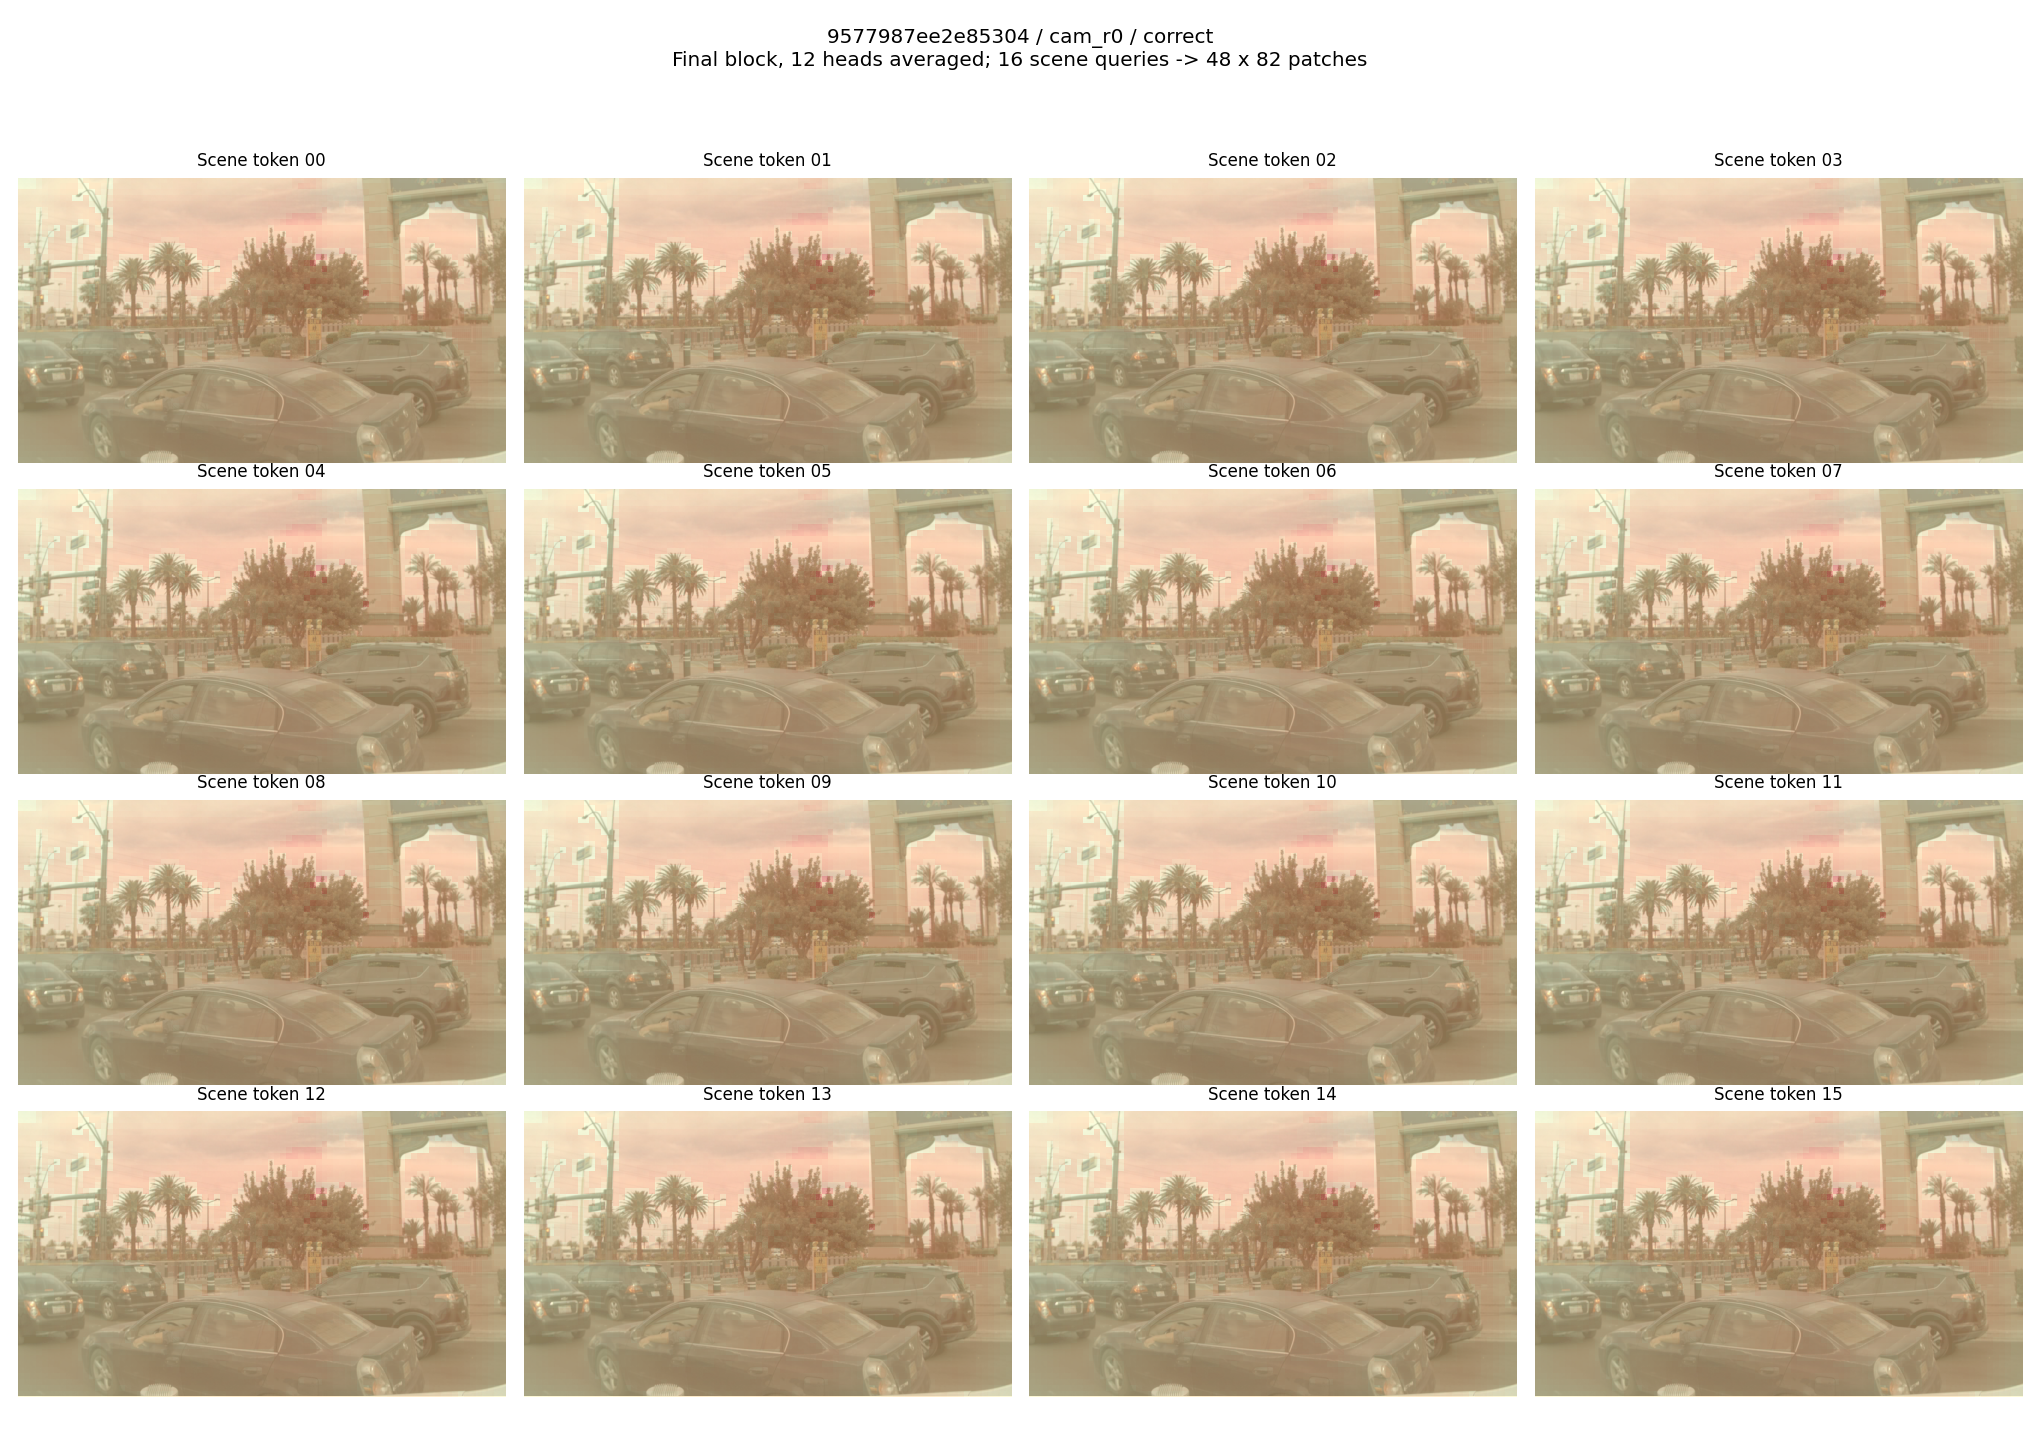 9577987ee2e85304 / cam_r0 / correct
Final block, 12 heads averaged; 16 scene queries -> 48 x 82 patches
Scene token 00
Scene token 01
Scene token 02
Scene token 03
Scene token 04
Scene token 05
Scene token 06
Scene token 07
Scene token 08
Scene token 09
Scene token 10
Scene token 11
Scene token 12
Scene token 13
Scene token 14
Scene token 15